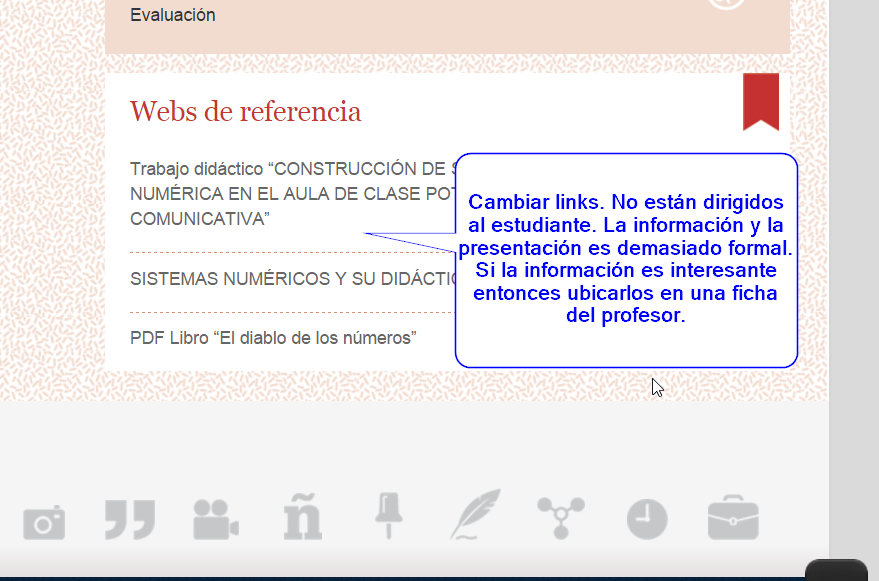 Evaluación
Webs de referencia
Trabajo didáctico “CONSTRUCCIÓN DE
NUMÉRICA EN EL AULA DE CLASE
COMUNICATIVA”
SISTEMAS NUMÉRICOS Y SU
PDF Libro “El diablo de los números”
Cambiar links. No están dirigidos
al estudiante. La información y la
presentación es demasiado formal.
Si la información es interesante
entonces ubicarlos en una ficha
del profesor.
ñ